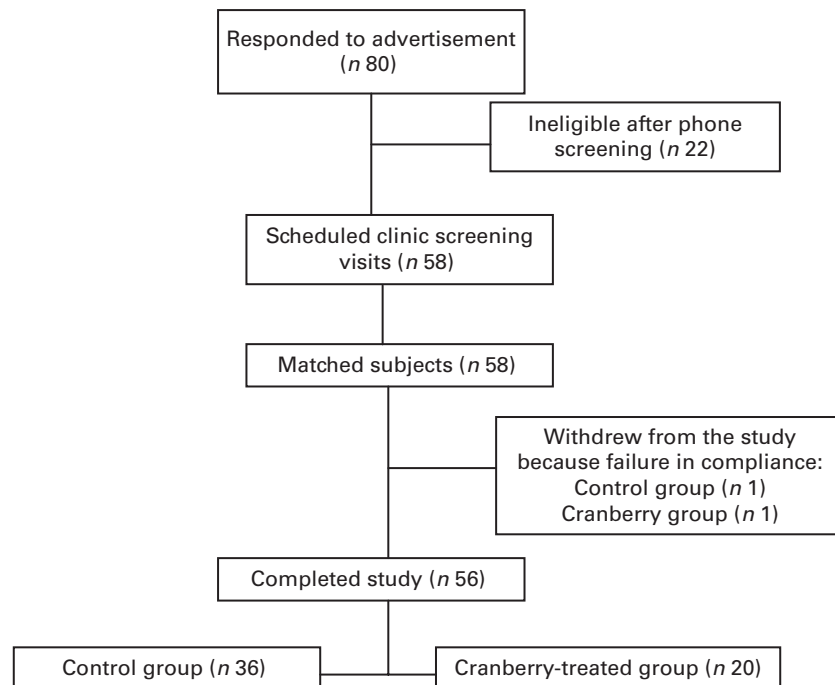 Responded to advertisement
(n 80)
Ineligible after phone
screening (n 22)
Scheduled clinic screening
visits (n 58)
Matched subjects (n 58)
Withdrew from the study
because failure in compliance:
Control group (n 1)
Cranberry group (n 1)
Completed study (n 56)
Control group (n 36)
Cranberry-treated group (n 20)